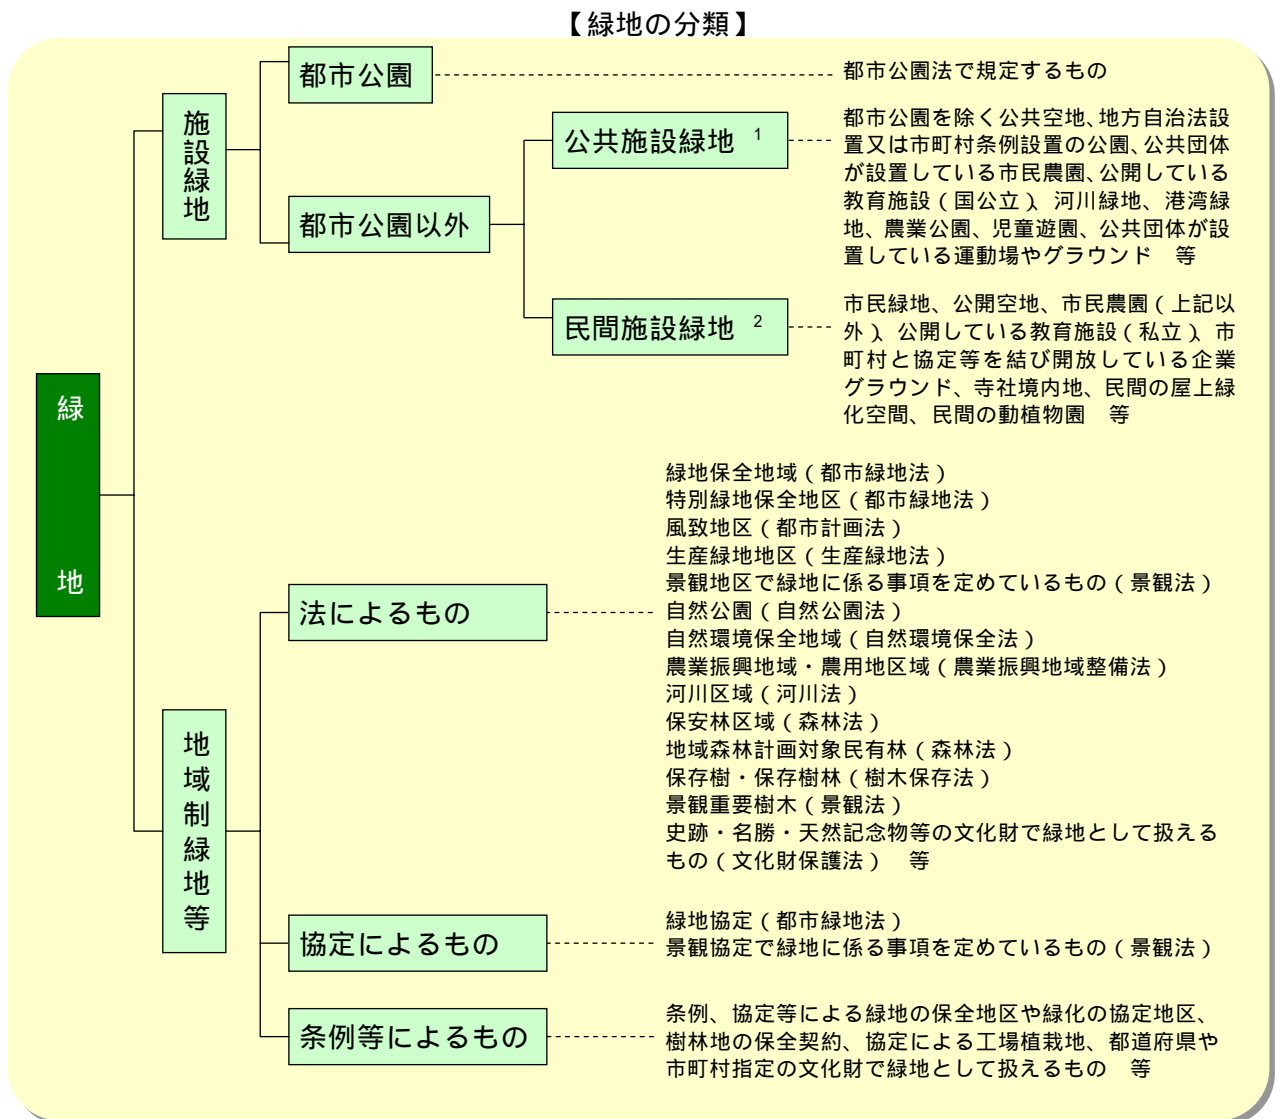 【緑地の分類】
緑地
施設緑地
都市公園
都市公園法で規定するもの
都市公園以外
公共施設緑地 1
都市公園を除く公共空地、地方自治法設
置又は市町村条例設置の公園、公共団体
が設置している市民農園、公開している
教育施設（国公立）、河川緑地、港湾緑
地、農業公園、児童遊園、公共団体が設
置している運動場やグラウンド　等
民間施設緑地 2
市民緑地、公開空地、市民農園（上記以
外）、公開している教育施設（私立）、市
町村と協定等を結び開放している企業
グラウンド、寺社境内地、民間の屋上緑
化空間、民間の動植物園　等
地域制緑地等
法によるもの
緑地保全地域（都市緑地法）
特別緑地保全地区（都市緑地法）
風致地区（都市計画法）
生産緑地地区（生産緑地法）
景観地区で緑地に係る事項を定めているもの（景観法）
自然公園（自然公園法）
自然環境保全地域（自然環境保全法）
農業振興地域・農用地区域（農業振興地域整備法）
河川区域（河川法）
保安林区域（森林法）
地域森林計画対象民有林（森林法）
保存樹・保存樹林（樹木保存法）
景観重要樹木（景観法）
史跡・名勝・天然記念物等の文化財で緑地として扱える
もの（文化財保護法）　等
協定によるもの
緑地協定（都市緑地法）
景観協定で緑地に係る事項を定めているもの（景観法）
条例等によるもの
条例、協定等による緑地の保全地区や緑化の協定地区、
樹林地の保全契約、協定による工場植栽地、都道府県や
市町村指定の文化財で緑地として扱えるもの　等